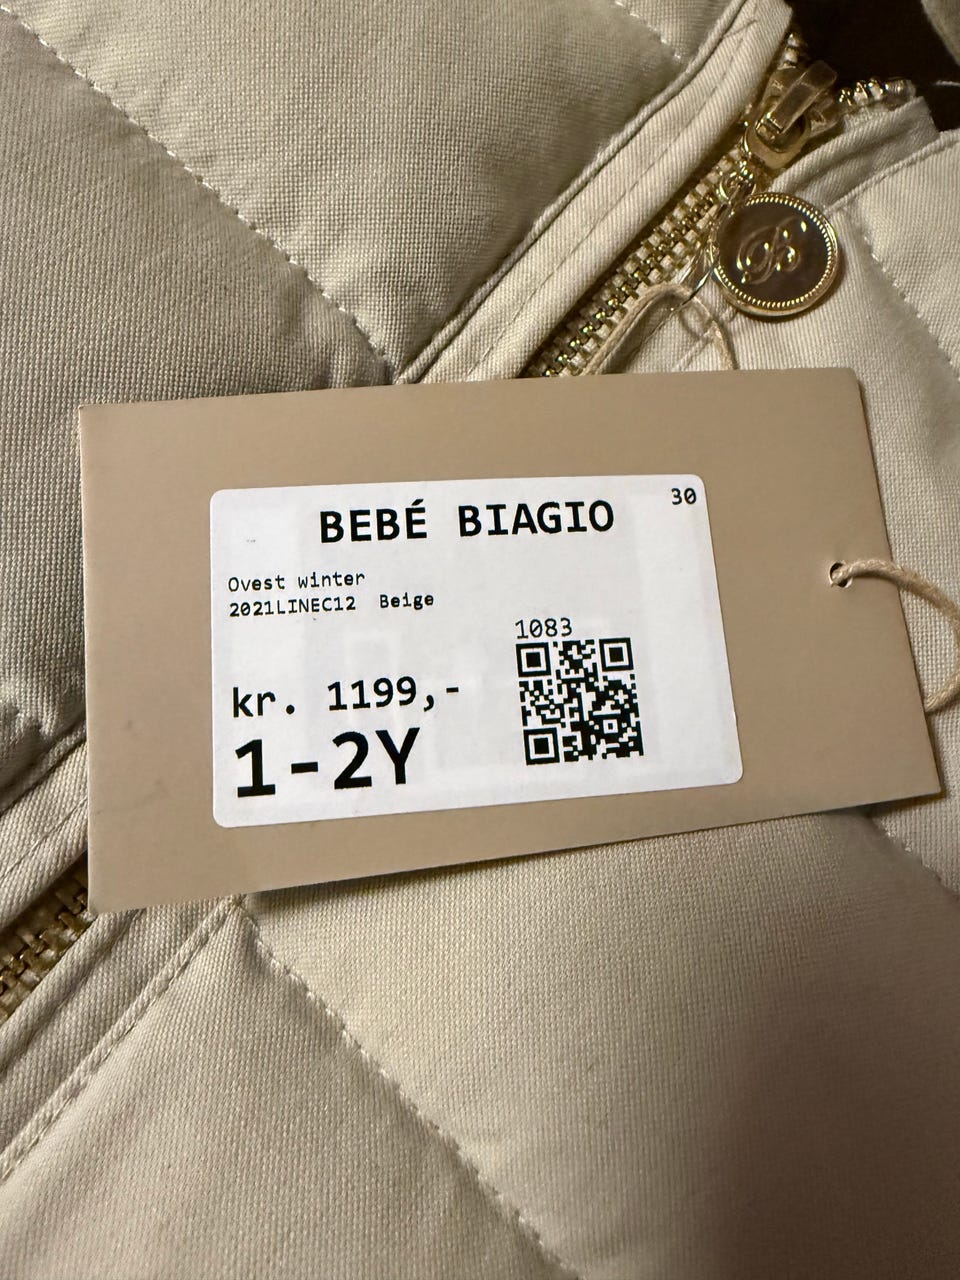 B
30
BEBÉ BIAGIO
Ovest winter
2021LINEC12 Beige
1083
kr. 1199,-
1-2Y